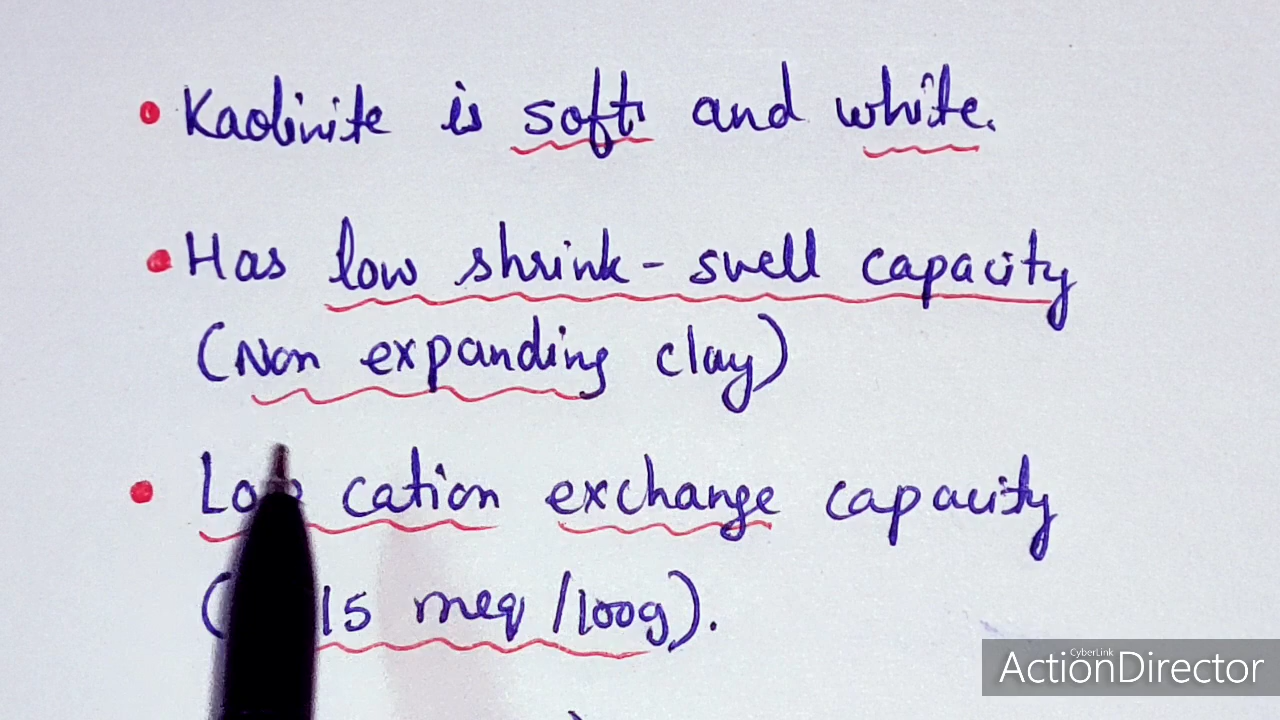 Kaolinite is soft and white.
Has low shrink - swell capacity
(Non expanding clay)
Low cation exchange capacity
( 15 meq /100g).
CyberLink
ActionDirector